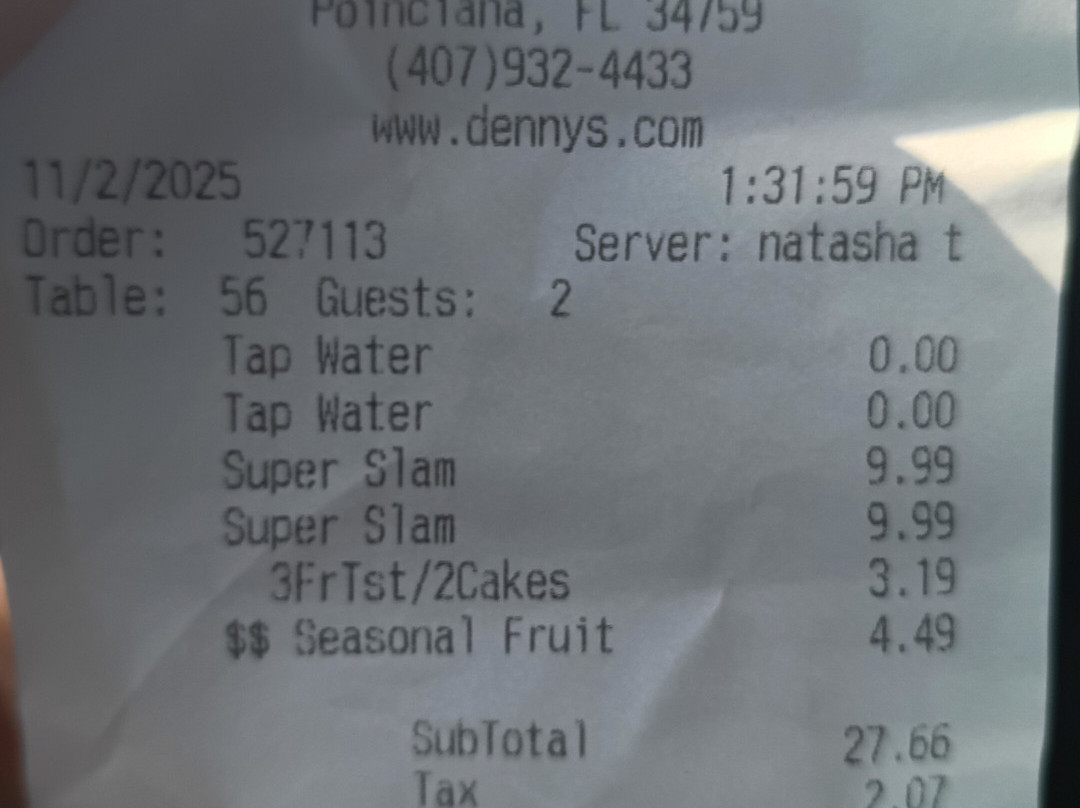 Poinciana, FL 34759
(407)932-4433
www.dennys.com
11/2/2025 1:31:59 PM
Order: 527113 Server: natasha t
Table: 56 Guests: 2
Tap Water 0.00
Tap Water 0.00
Super Slam 9.99
Super Slam 9.99
3FrTst/2Cakes 3.19
$$ Seasonal Fruit 4.49
SubTotal 27.66
Tax 2.07